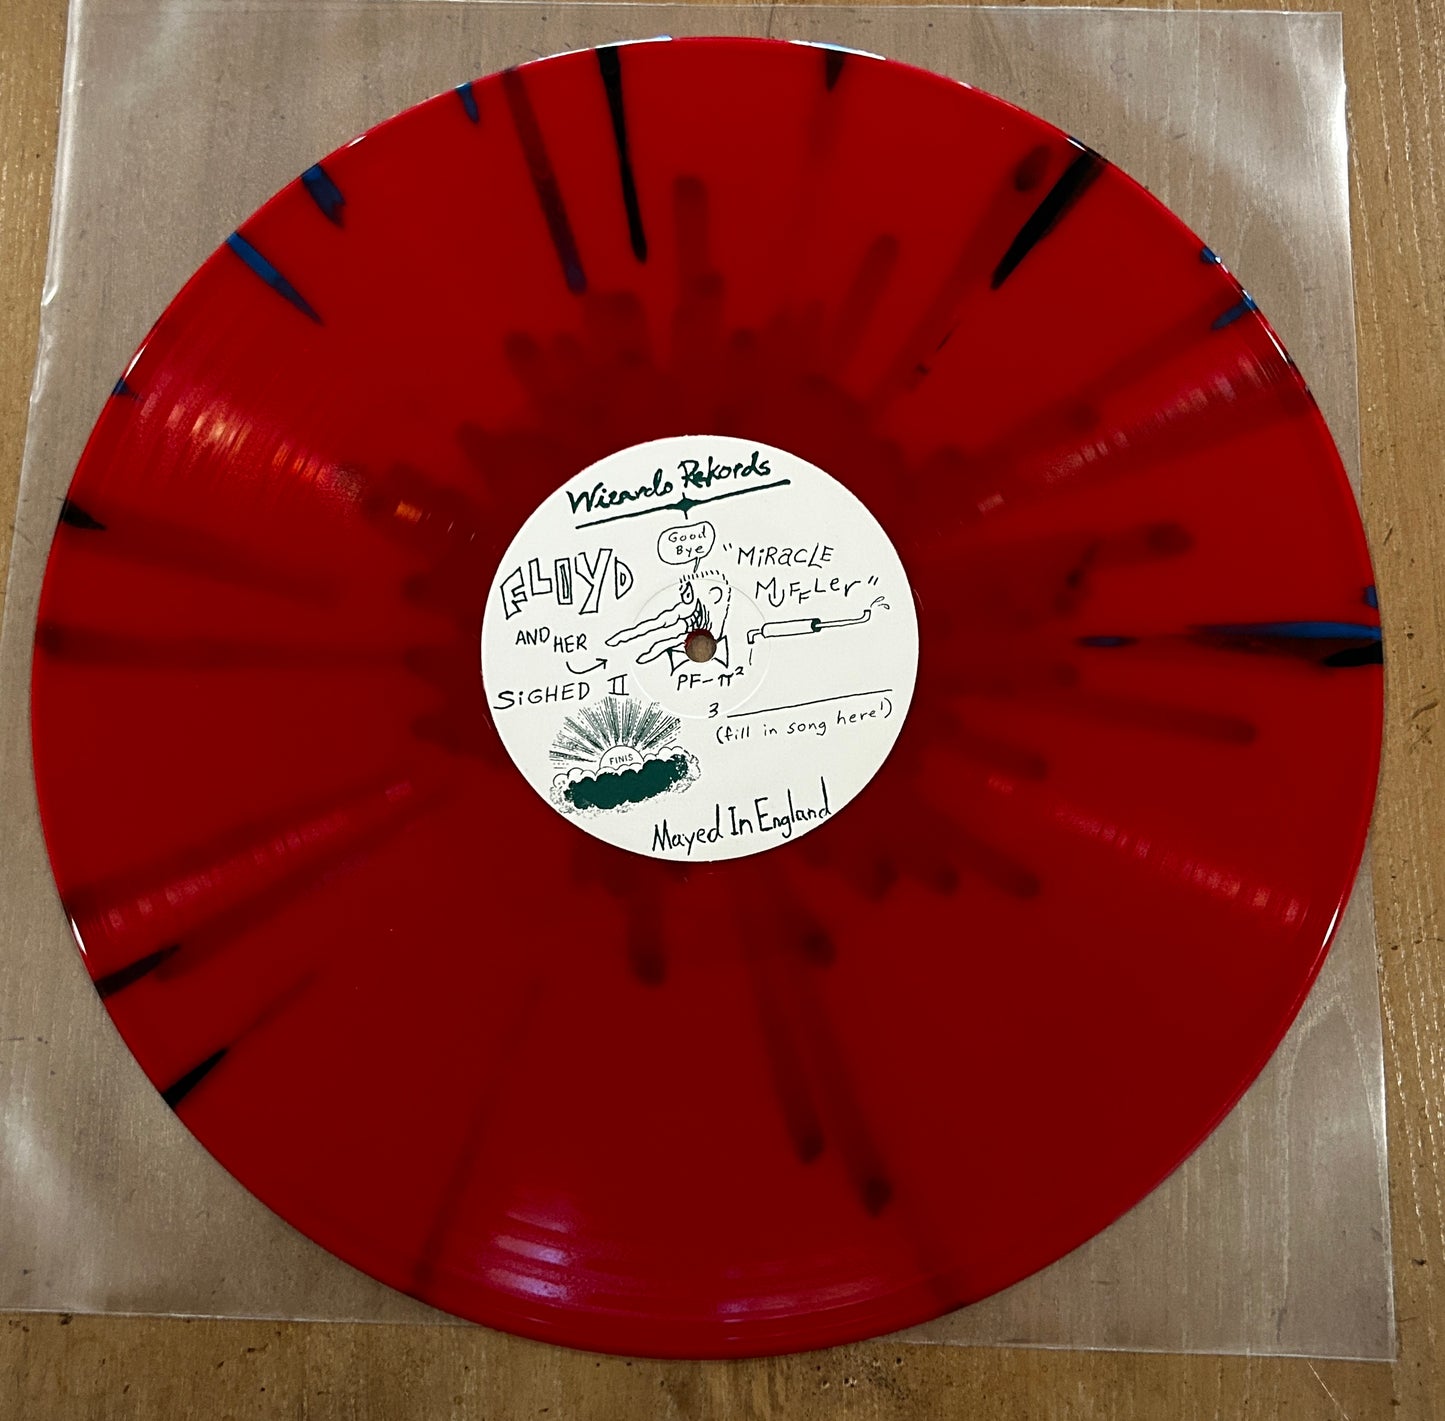 Wizardo Rekords
Good
Bye
FLOYD
AND HER
SiGHED II
"MiRacLE
MUFFLer"
PF-π²
3 ________
(fill in song here!)
FINIS
Mayed In England